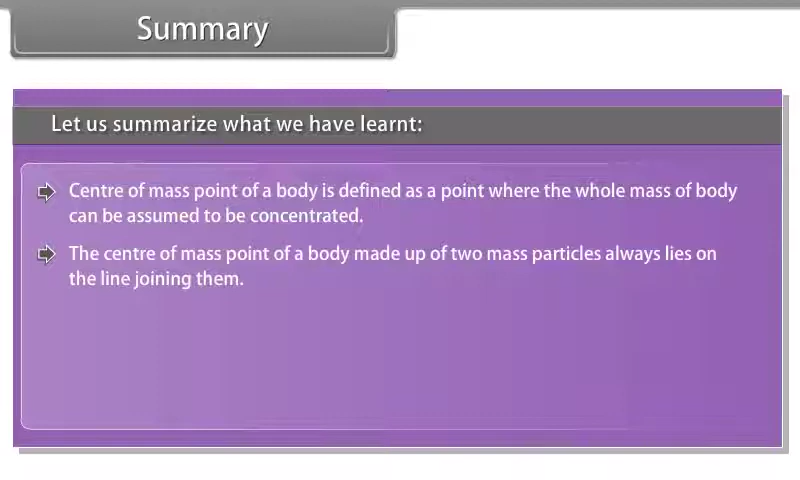 Summary
Let us summarize what we have learnt:
Centre of mass point of a body is defined as a point where the whole mass of body
can be assumed to be concentrated.
The centre of mass point of a body made up of two mass particles always lies on
the line joining them.